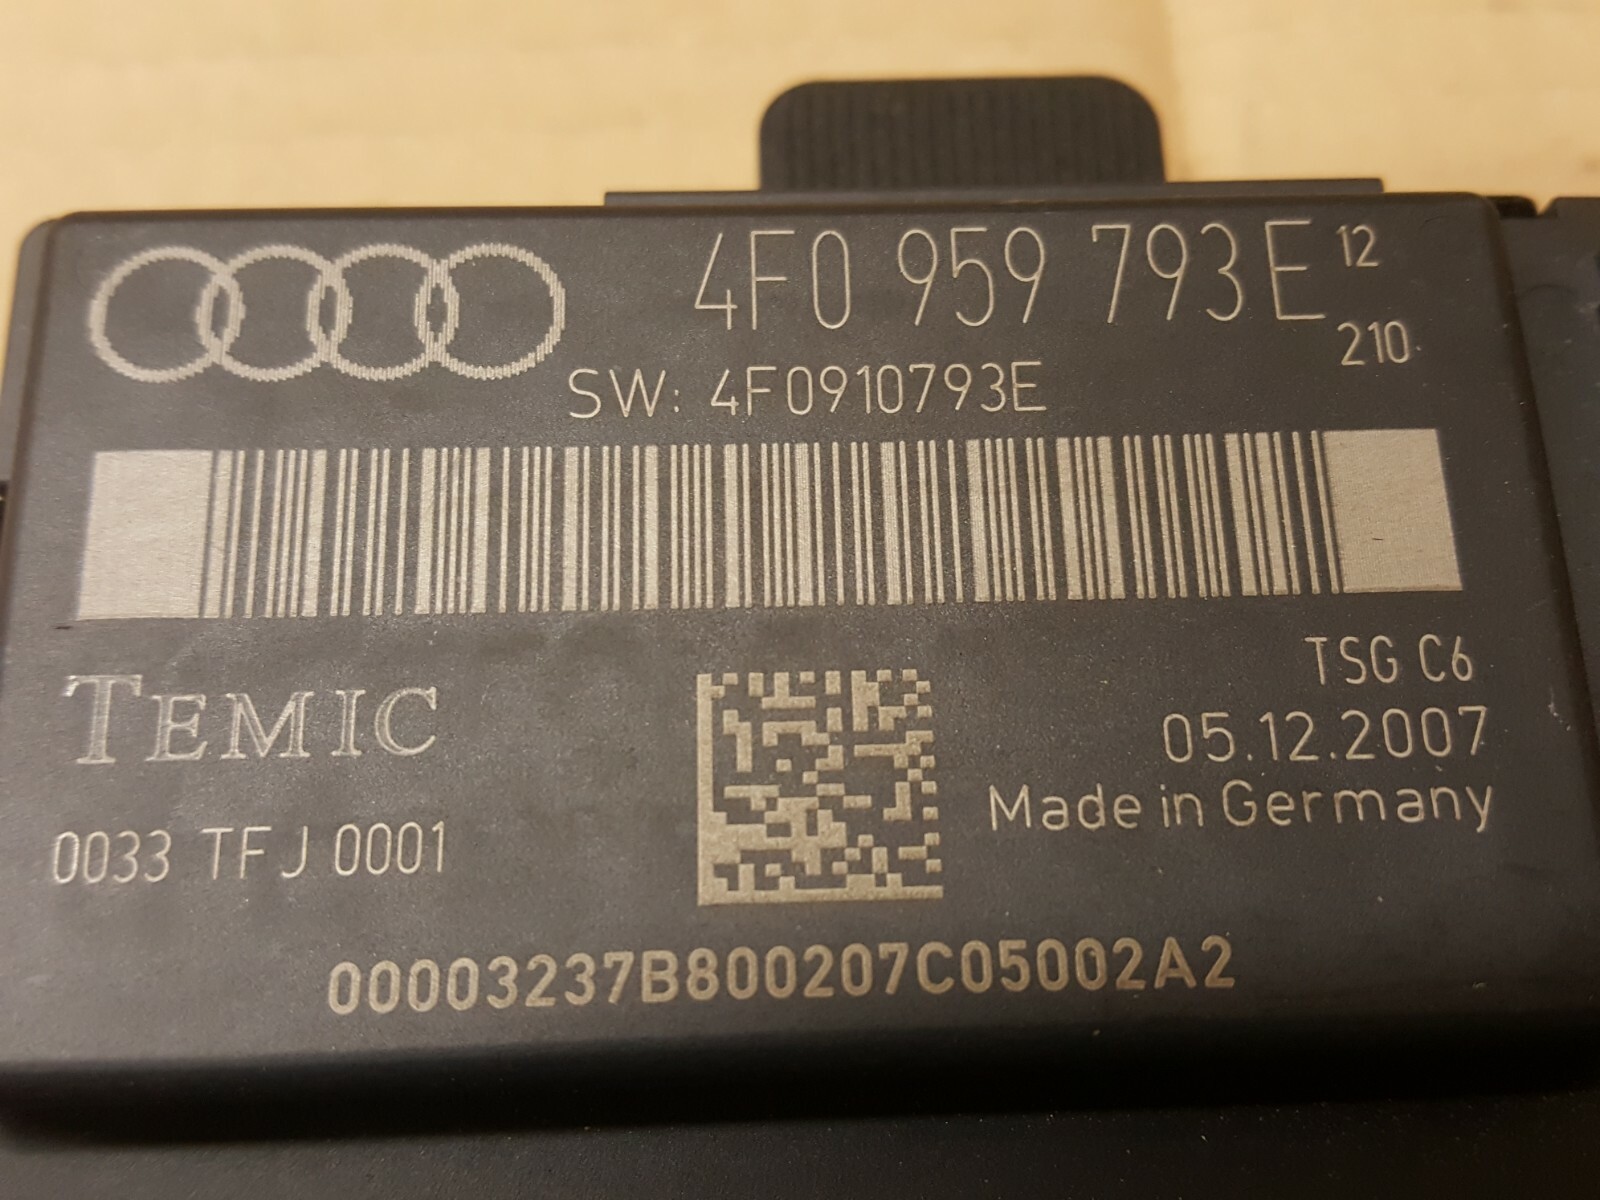 4F0 959 793 E 12
210
SW: 4F0910793E
TEMIC
TSG C6
05.12.2007
Made in Germany
0033 TFJ 0001
00003237B800207C05002A2